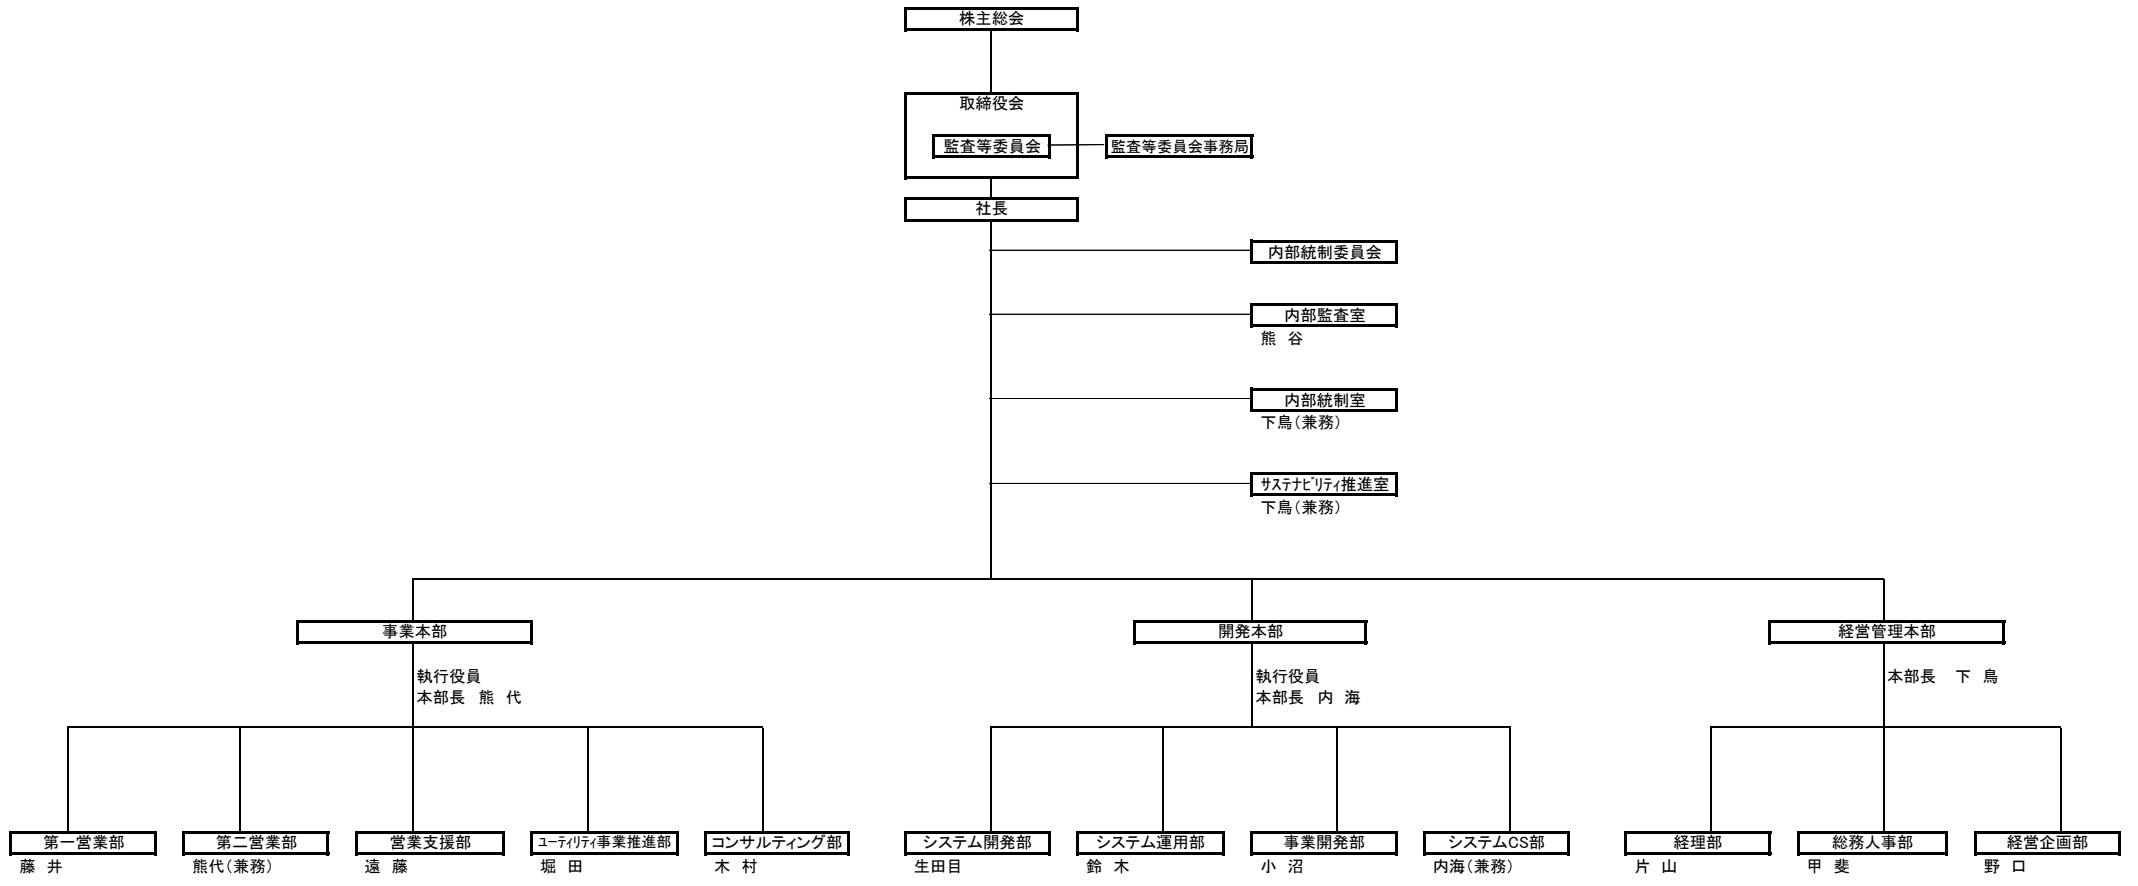 株主総会
取締役会
監査等委員会
監査等委員会事務局
社長
内部統制委員会
内部監査室
熊　谷
内部統制室
下鳥（兼務）
ｻｽﾃﾅﾋﾞﾘﾃｨ推進室
下鳥（兼務）
事業本部
開発本部
経営管理本部
執行役員
本部長　熊　代
執行役員
本部長　内　海
本部長　下　鳥
第一営業部
第二営業部
営業支援部
ﾕｰﾃｨﾘﾃｨ事業推進部
コンサルティング部
システム開発部
システム運用部
事業開発部
システムCS部
経理部
総務人事部
経営企画部
藤　井
熊代（兼務）
遠　藤
堀　田
木　村
生田目
鈴　木
小　沼
内海（兼務）
片　山
甲　斐
野　口